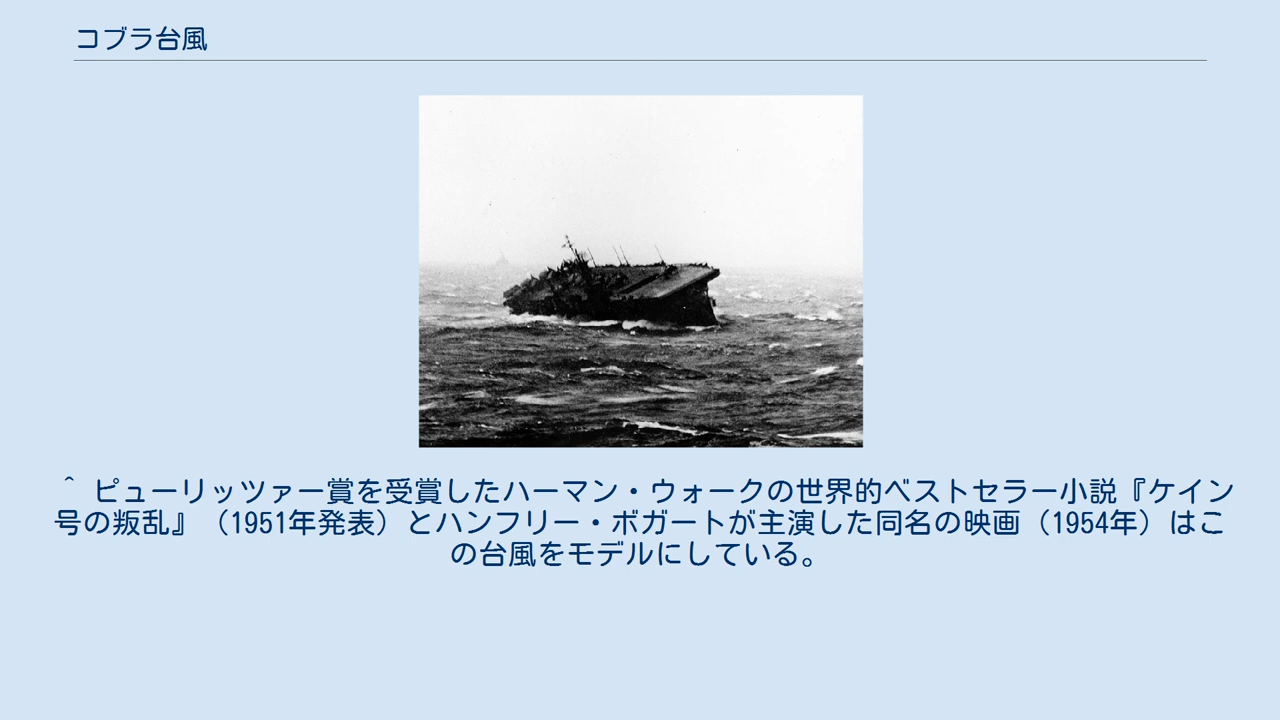 コブラ台風
^ ピューリッツァー賞を受賞したハーマン・ウォークの世界的ベストセラー小説『ケイン
号の叛乱』（1951年発表）とハンフリー・ボガートが主演した同名の映画（1954年）はこ
の台風をモデルにしている。